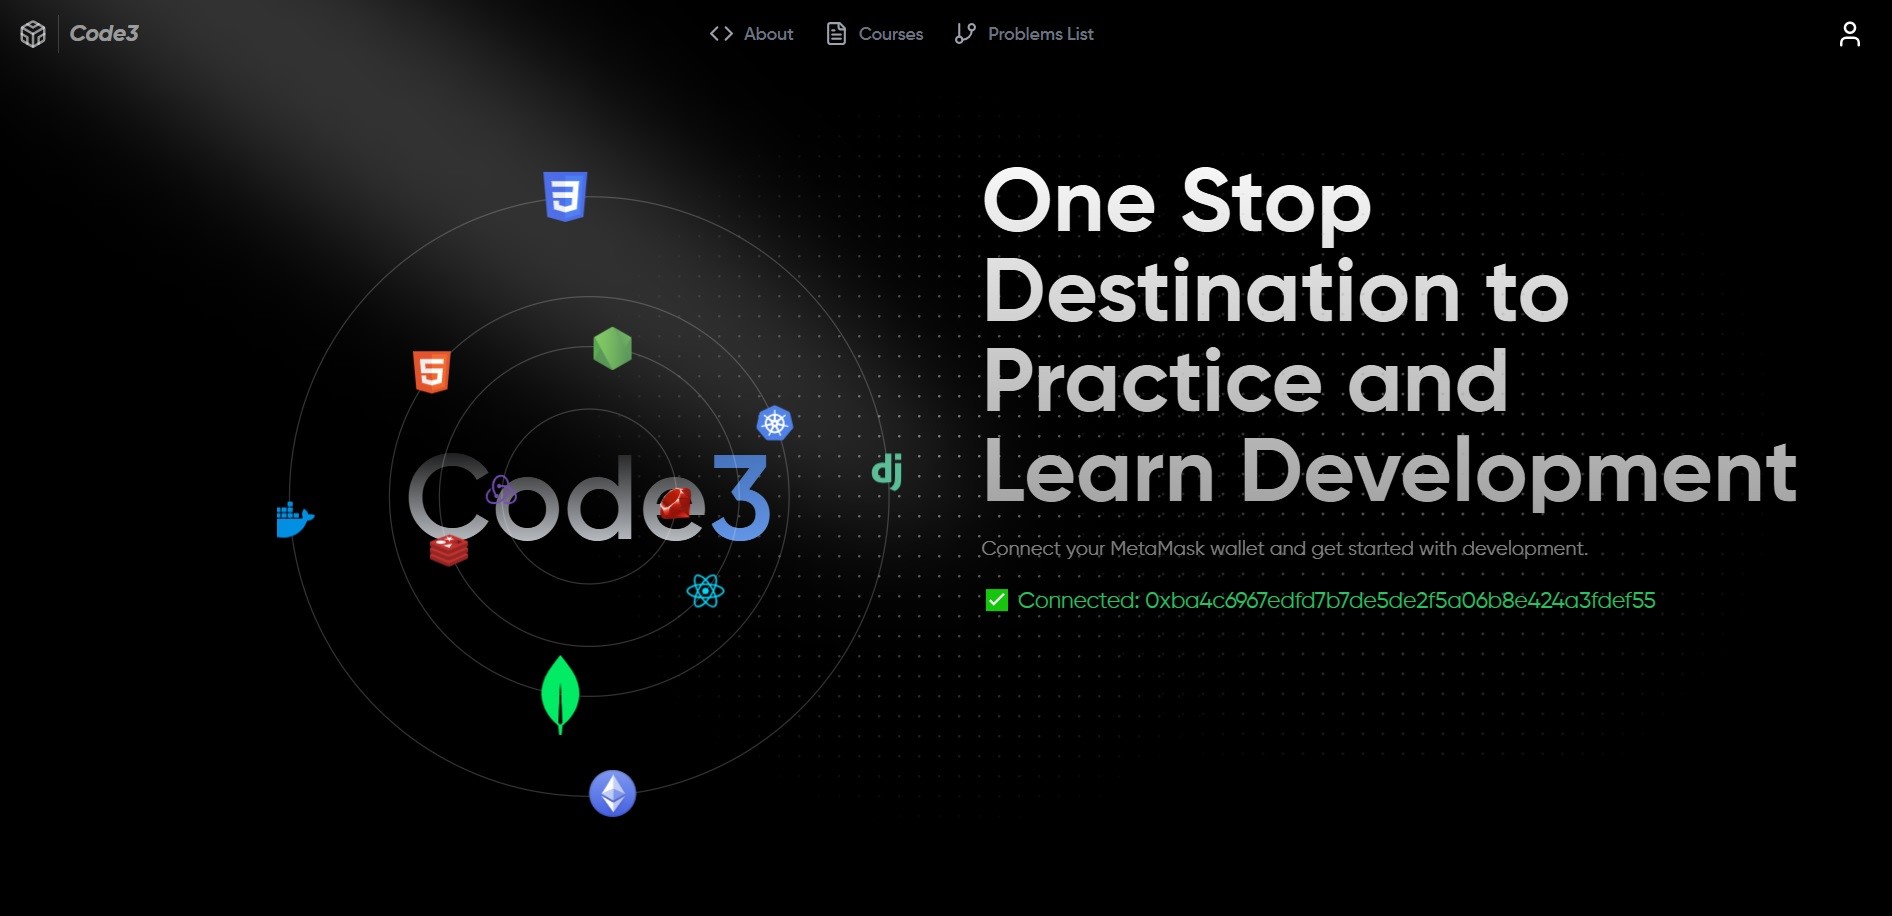 Code3
About
Courses
Problems List
One Stop
Destination to
Practice and
Learn Development
Connect your MetaMask wallet and get started with development.
✅ Connected: 0xba4c6967edfd7b7de5de2f5a06b8e424a3fdef55
Code3
dj